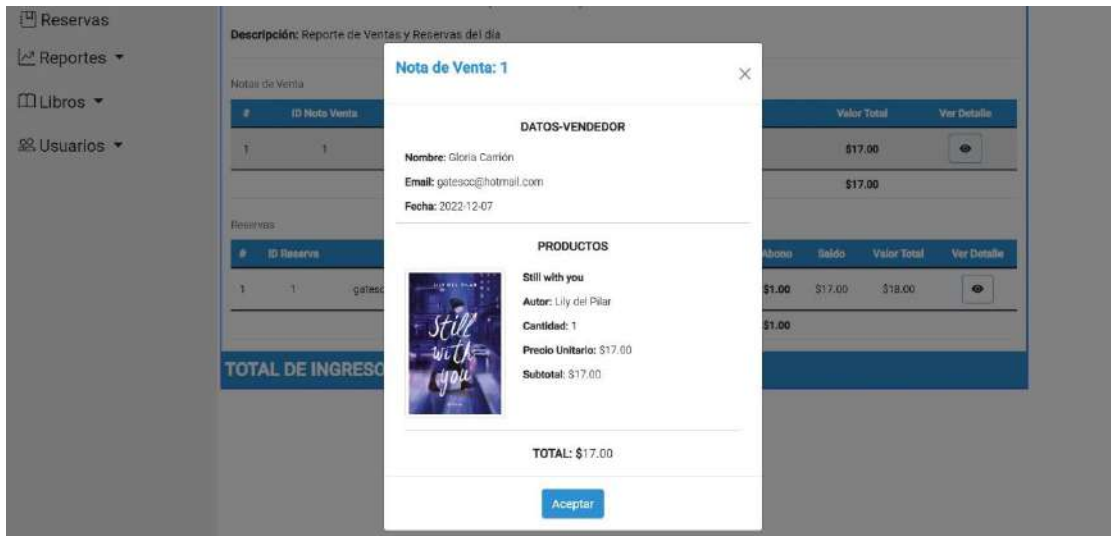 Reservas
Reportes
Libros
Usuarios
Descripción: Reporte de Ventas y Reservas del día
Notas de Venta
# ID Nota Venta Valor Total Ver Detalle
1 1 $17.00
$17.00
Reservas
# ID Reserva Abono Saldo Valor Total Ver Detalle
1 1 gatesc $1.00 $17.00 $18.00
$1.00
TOTAL DE INGRESO
Nota de Venta: 1
DATOS-VENDEDOR
Nombre: Gloria Carrión
Email: gatescc@hotmail.com
Fecha: 2022-12-07
PRODUCTOS
LILY DEL PILAR
Still
with
you
Still with you
Autor: Lily del Pilar
Cantidad: 1
Precio Unitario: $17.00
Subtotal: $17.00
TOTAL: $17.00
Aceptar